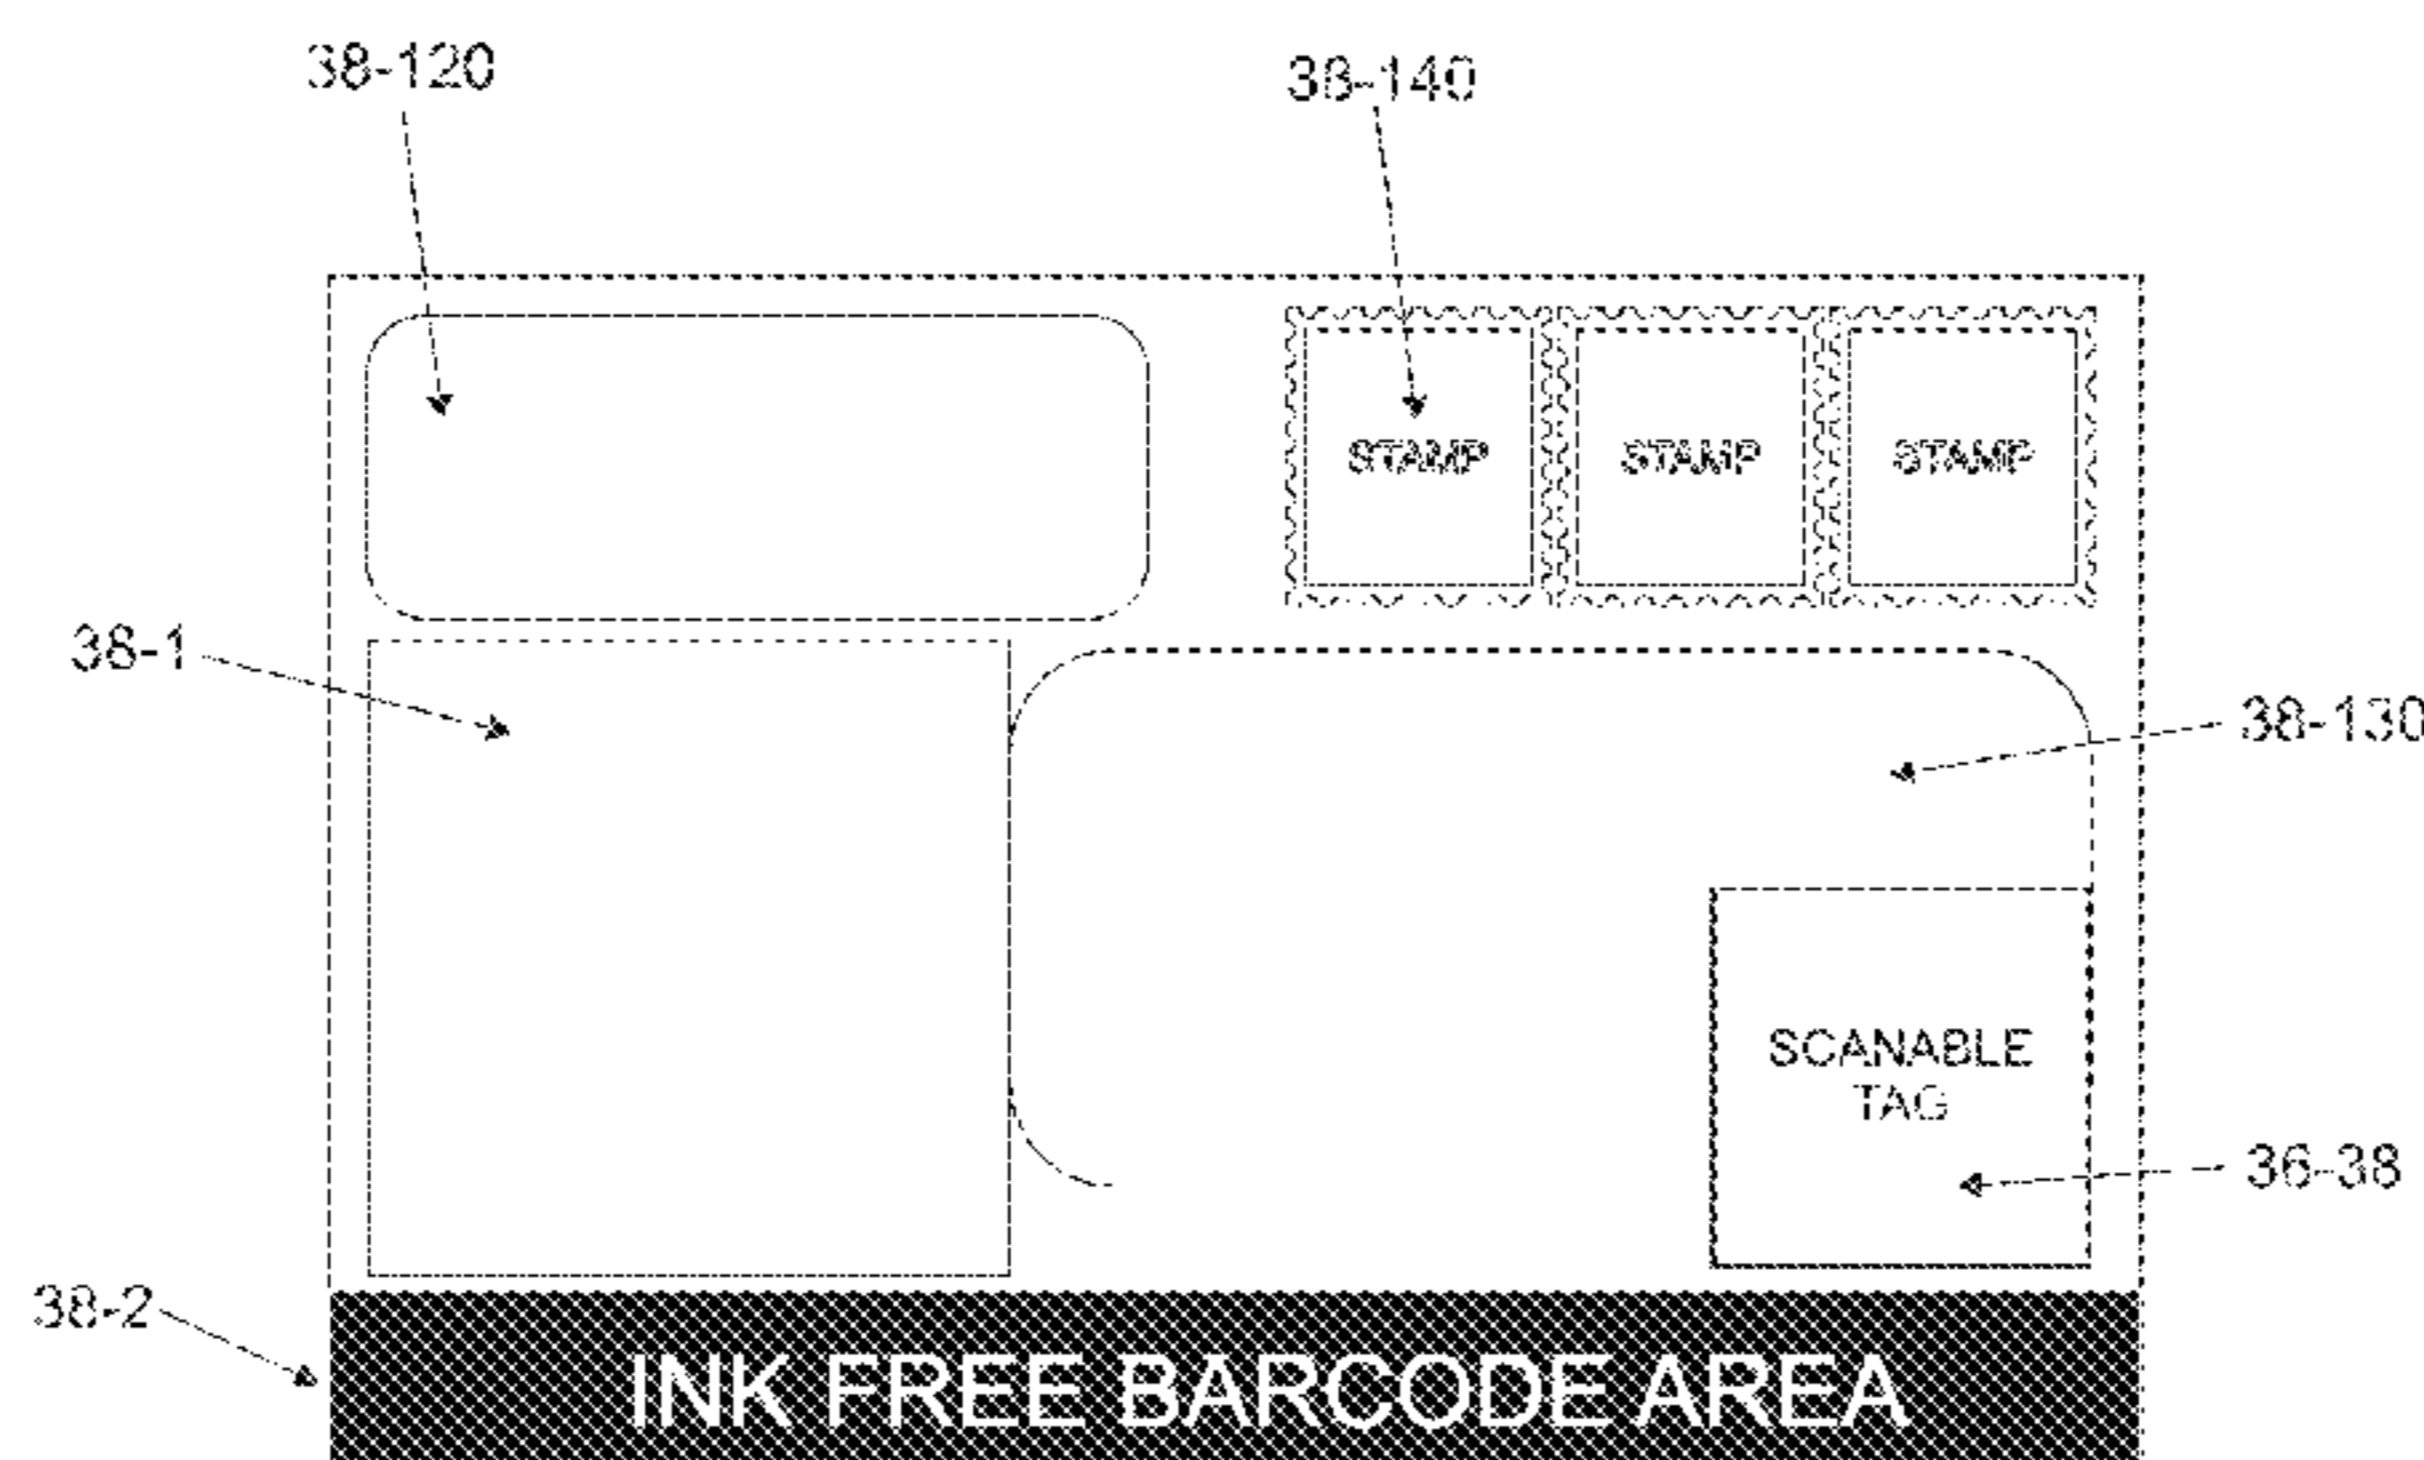 38-120
38-140
STAMP STAMP STAMP
38-1
38-130
SCANABLE
TAG
36-38
38-2
INK FREE BARCODE AREA